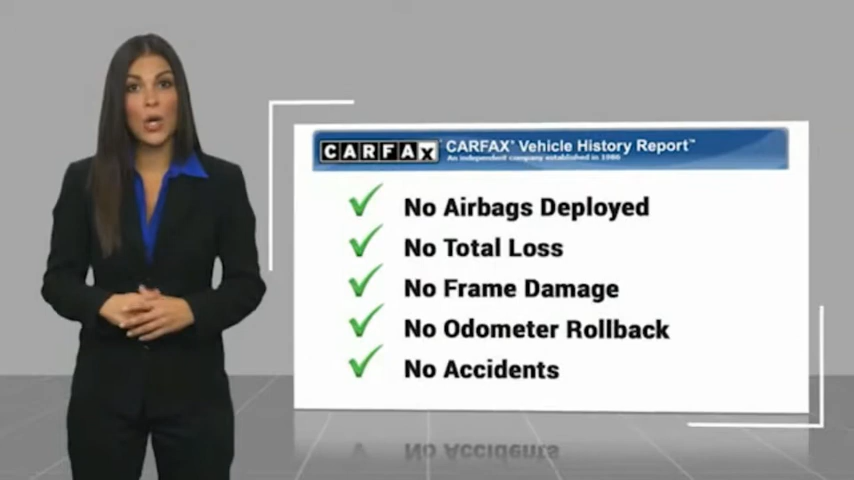 CARFAX CARFAX® Vehicle History Report™
An independent company established in 1986
No Airbags Deployed
No Total Loss
No Frame Damage
No Odometer Rollback
No Accidents
No Accidents